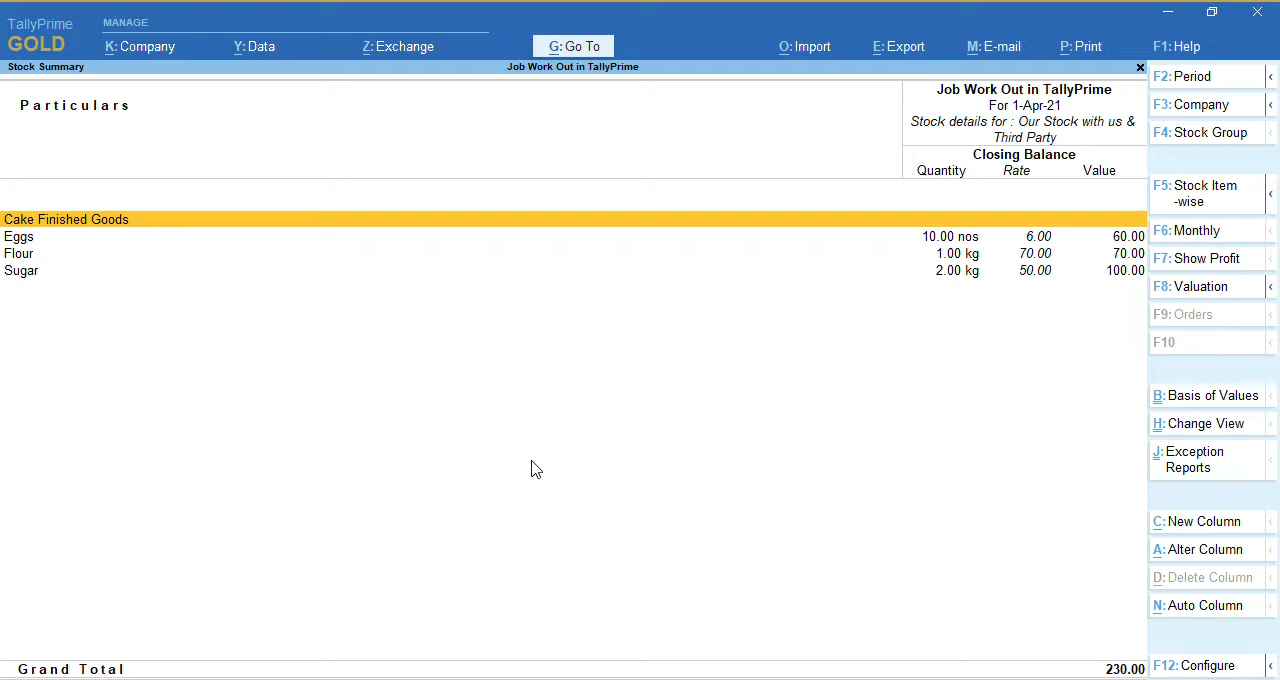 TallyPrime
GOLD
MANAGE
K: Company
Y: Data
Z: Exchange
G: Go To
O: Import
E: Export
M: E-mail
P: Print
F1: Help
Stock Summary
Job Work Out in TallyPrime
Particulars
Job Work Out in TallyPrime
For 1-Apr-21
Stock details for : Our Stock with us &
Third Party
Closing Balance
Quantity Rate Value
Cake Finished Goods
Eggs 10.00 nos 6.00 60.00
Flour 1.00 kg 70.00 70.00
Sugar 2.00 kg 50.00 100.00
Grand Total 230.00
F2: Period
F3: Company
F4: Stock Group
F5: Stock Item
-wise
F6: Monthly
F7: Show Profit
F8: Valuation
F9: Orders
F10
B: Basis of Values
H: Change View
J: Exception
Reports
C: New Column
A: Alter Column
D: Delete Column
N: Auto Column
F12: Configure